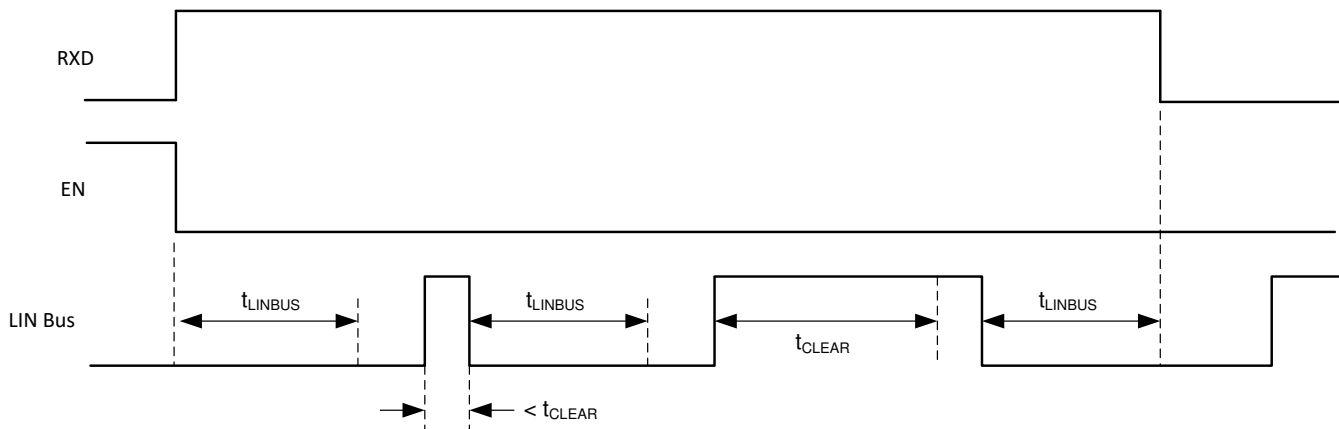 RXD
EN
LIN Bus
tLINBUS
tLINBUS
tCLEAR
tLINBUS
< tCLEAR